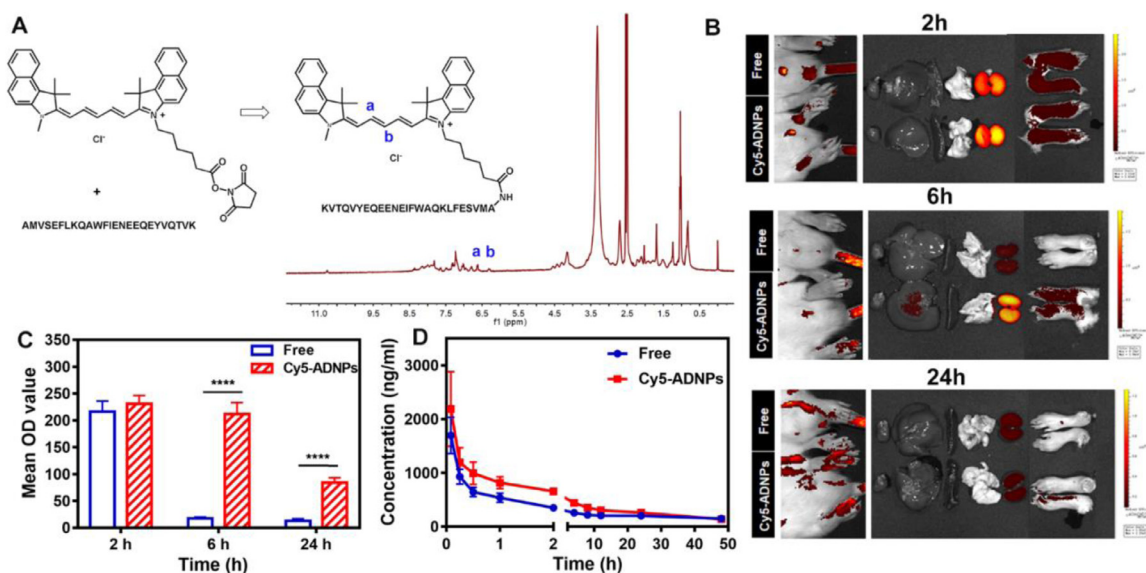 A
Cl⁻
N
N
+
O
O
N
O
O
+
AMVSEFLKQAWFIENEEQEYVQTVK
a
b
Cl⁻
N
N
+
O
NH
KVTQVYEQEENEIFWAQKLFESVMA
a b
11.0 9.5 8.5 7.5 6.5 5.5 4.5 3.5 2.5 1.5 0.5
f1 (ppm)
B
2h
Free
Cy5-ADNPs
6h
Free
Cy5-ADNPs
24h
Free
Cy5-ADNPs
C
Mean OD value
400
350
300
250
200
150
100
50
0
Free
Cy5-ADNPs
****
****
2 h 6 h 24 h
Time (h)
D
Concentration (ng/ml)
3000
2000
1000
0
Free
Cy5-ADNPs
0 1 2 10 20 30 40 50
Time (h)